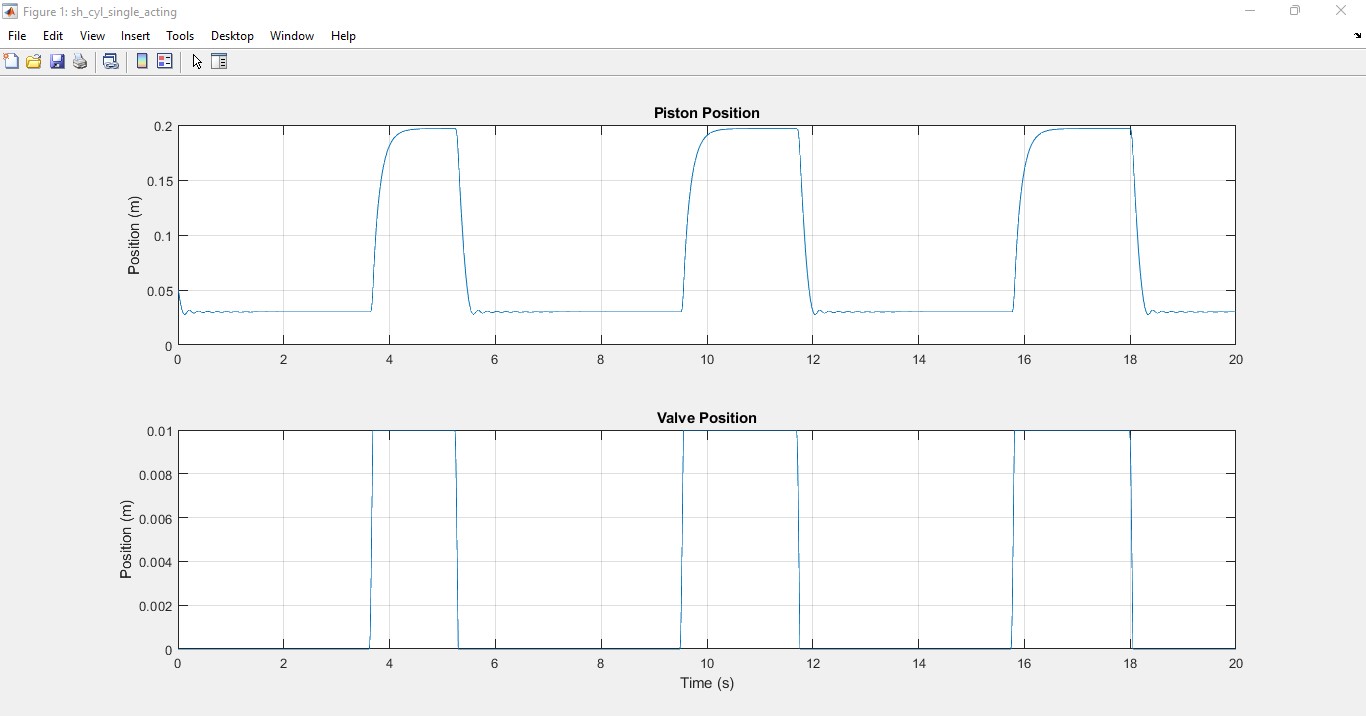 Figure 1: sh_cyl_single_acting
File Edit View Insert Tools Desktop Window Help
Piston Position
0.2
0.15
0.1
0.05
0
Position (m)
0 2 4 6 8 10 12 14 16 18 20
Valve Position
0.01
0.008
0.006
0.004
0.002
0
Position (m)
0 2 4 6 8 10 12 14 16 18 20
Time (s)